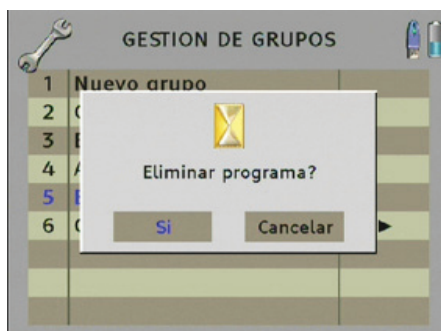 GESTION DE GRUPOS
1 Nuevo grupo
2
3
4
5
6
Eliminar programa?
Si Cancelar